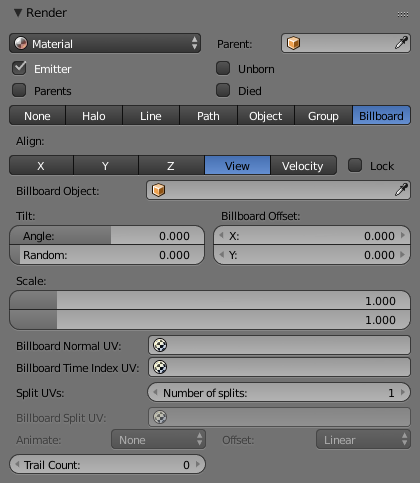 Render
Material Parent:
Emitter Unborn
Parents Died
None Halo Line Path Object Group Billboard
Align:
X Y Z View Velocity Lock
Billboard Object:
Tilt: Billboard Offset:
Angle: 0.000 X: 0.000
Random: 0.000 Y: 0.000
Scale:
1.000
1.000
Billboard Normal UV:
Billboard Time Index UV:
Split UVs: Number of splits: 1
Billboard Split UV:
Animate: None Offset: Linear
Trail Count: 0